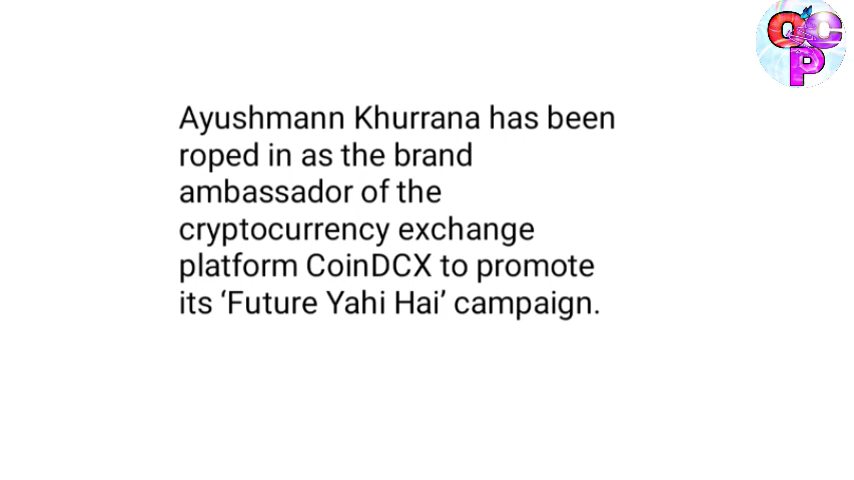 QCP
Ayushmann Khurrana has been
roped in as the brand
ambassador of the
cryptocurrency exchange
platform CoinDCX to promote
its ‘Future Yahi Hai’ campaign.